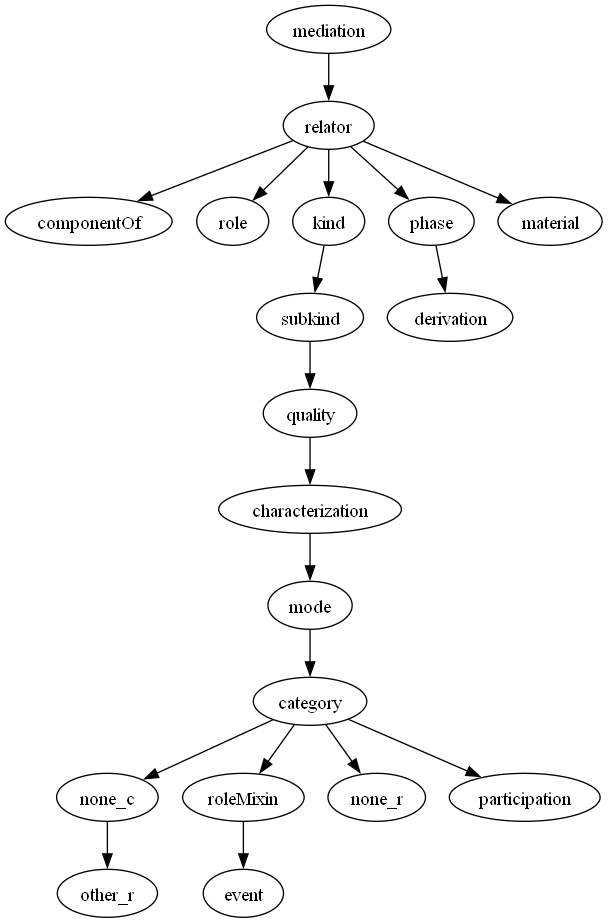 mediation
relator
componentOf
role
kind
phase
material
subkind
derivation
quality
characterization
mode
category
none_c
roleMixin
none_r
participation
other_r
event